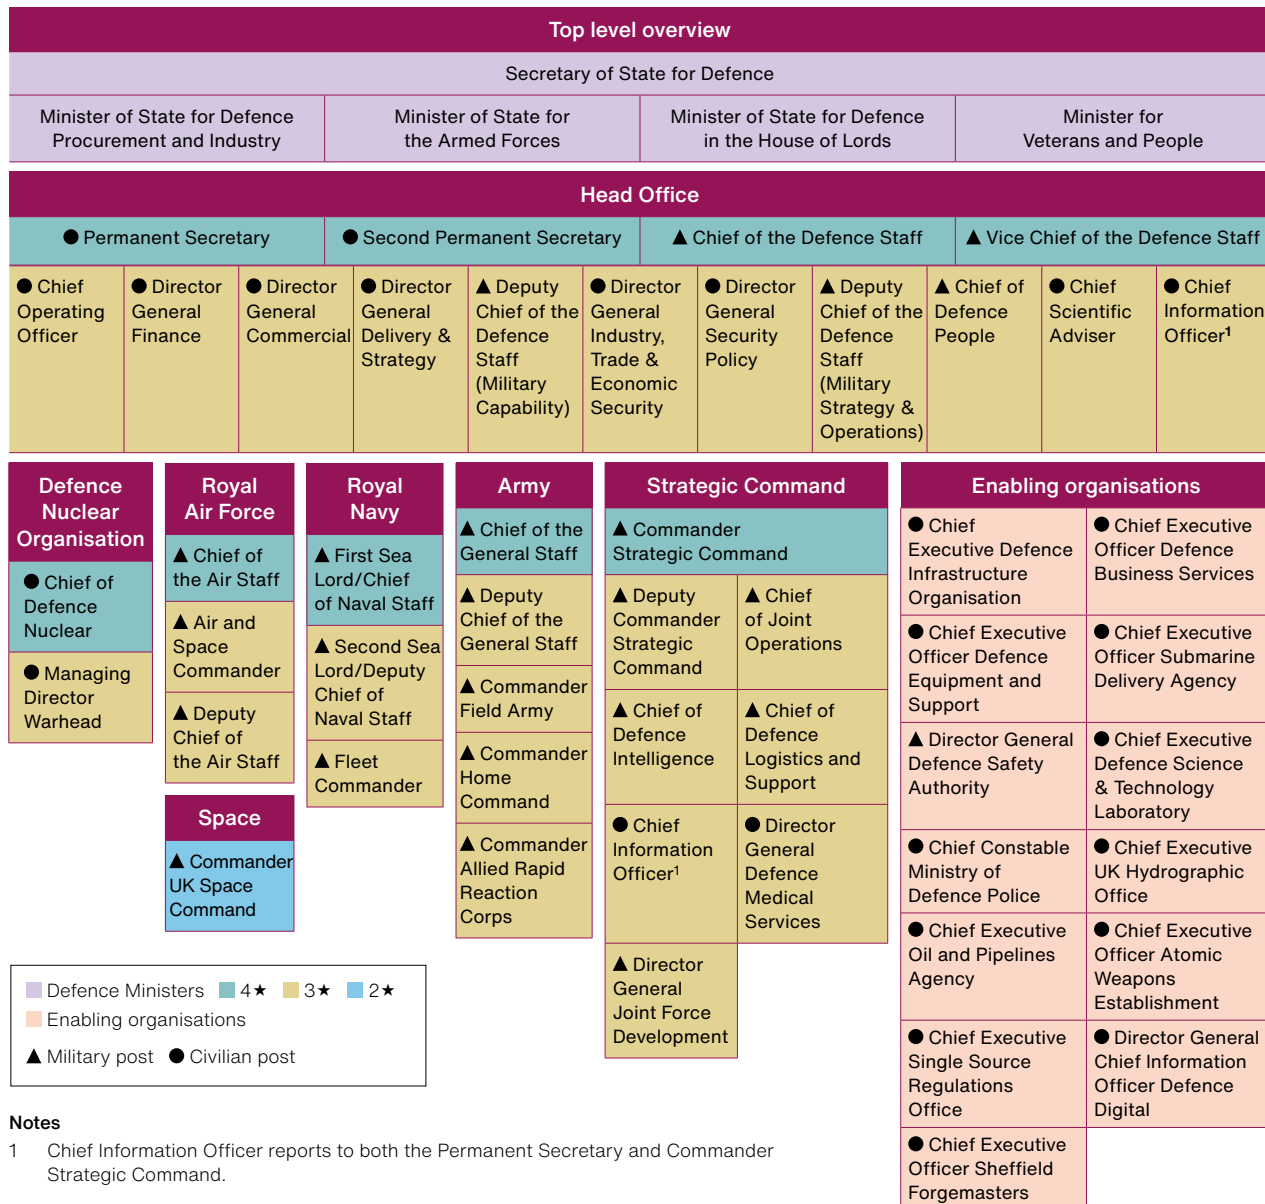 Top level overview
Secretary of State for Defence
Minister of State for Defence
Procurement and Industry
Minister of State for
the Armed Forces
Minister of State for Defence
in the House of Lords
Minister for
Veterans and People
Head Office
● Permanent Secretary
● Second Permanent Secretary
▲ Chief of the Defence Staff
▲ Vice Chief of the Defence Staff
● Chief
Operating
Officer
● Director
General
Finance
● Director
General
Commercial
● Director
General
Delivery &
Strategy
▲ Deputy
Chief of the
Defence
Staff
(Military
Capability)
● Director
General
Industry,
Trade &
Economic
Security
● Director
General
Security
Policy
▲ Deputy
Chief of the
Defence
Staff
(Military
Strategy &
Operations)
▲ Chief of
Defence
People
● Chief
Scientific
Adviser
● Chief
Information
Officer¹
Defence
Nuclear
Organisation
● Chief of
Defence
Nuclear
● Managing
Director
Warhead
Royal
Air Force
▲ Chief of
the Air Staff
▲ Air and
Space
Commander
▲ Deputy
Chief of
the Air Staff
Space
▲ Commander
UK Space
Command
Royal
Navy
▲ First Sea
Lord/Chief
of Naval Staff
▲ Second Sea
Lord/Deputy
Chief of
Naval Staff
▲ Fleet
Commander
Army
▲ Chief of the
General Staff
▲ Deputy
Chief of the
General Staff
▲ Commander
Field Army
▲ Commander
Home
Command
▲ Commander
Allied Rapid
Reaction
Corps
Strategic Command
▲ Commander
Strategic Command
▲ Deputy
Commander
Strategic
Command
▲ Chief
of Joint
Operations
▲ Chief of
Defence
Intelligence
▲ Chief of
Defence
Logistics and
Support
● Chief
Information
Officer¹
● Director
General
Defence
Medical
Services
▲ Director
General
Joint Force
Development
Enabling organisations
● Chief
Executive Defence
Infrastructure
Organisation
● Chief Executive
Officer Defence
Business Services
● Chief Executive
Officer Defence
Equipment and
Support
● Chief Executive
Officer Submarine
Delivery Agency
▲ Director General
Defence Safety
Authority
● Chief Executive
Defence Science
& Technology
Laboratory
● Chief Constable
Ministry of
Defence Police
● Chief Executive
UK Hydrographic
Office
● Chief Executive
Oil and Pipelines
Agency
● Chief Executive
Officer Atomic
Weapons
Establishment
● Chief Executive
Single Source
Regulations
Office
● Director General
Chief Information
Officer Defence
Digital
● Chief Executive
Officer Sheffield
Forgemasters
Defence Ministers 4★ 3★ 2★
Enabling organisations
▲ Military post ● Civilian post
Notes
1 Chief Information Officer reports to both the Permanent Secretary and Commander
Strategic Command.